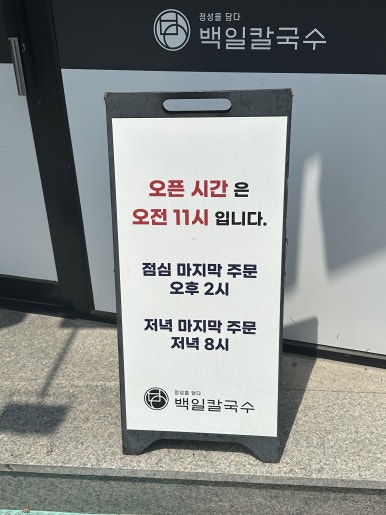 정성을 담다
백일칼국수
오픈 시간 은
오전 11시 입니다.
점심 마지막 주문
오후 2시
저녁 마지막 주문
저녁 8시
정성을 담다
백일칼국수